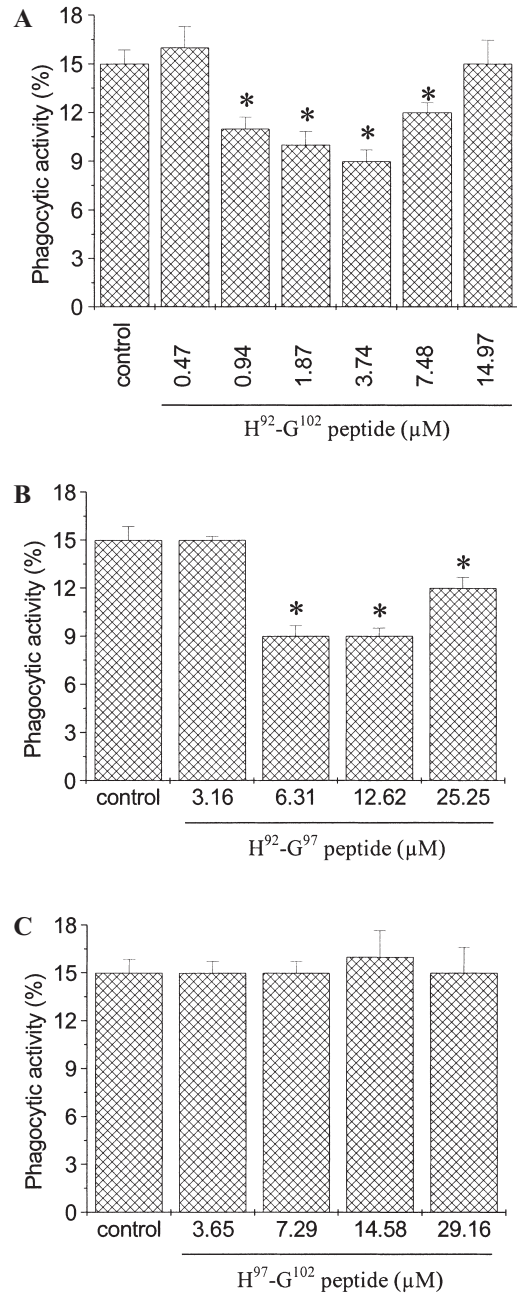 A
Phagocytic activity (%)
18
15
12
9
6
3
0
* * * *
control 0.47 0.94 1.87 3.74 7.48 14.97
H⁹²-G¹⁰² peptide (µM)
B
Phagocytic activity (%)
18
15
12
9
6
3
0
* * *
control 3.16 6.31 12.62 25.25
H⁹²-G⁹⁷ peptide (µM)
C
Phagocytic activity (%)
18
15
12
9
6
3
0
control 3.65 7.29 14.58 29.16
H⁹⁷-G¹⁰² peptide (µM)